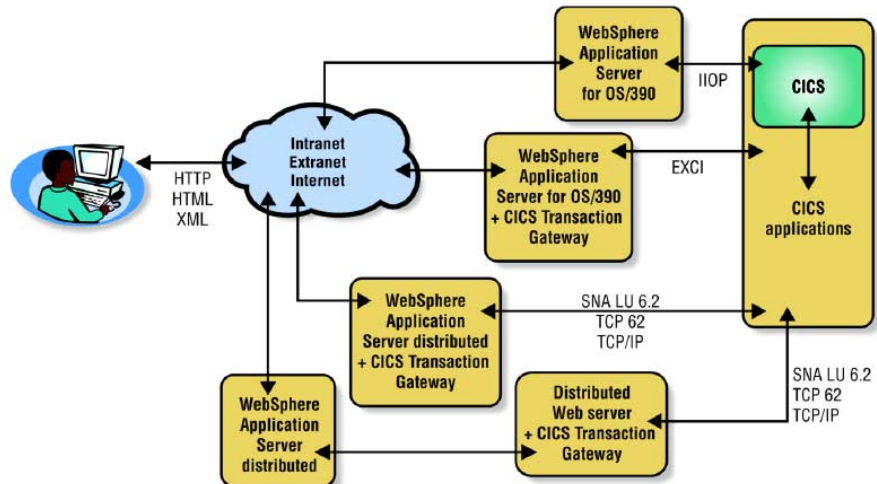 WebSphere
Application
Server
for OS/390
IIOP
CICS
Intranet
Extranet
Internet
HTTP
HTML
XML
WebSphere
Application
Server for OS/390
+ CICS Transaction
Gateway
EXCI
CICS
applications
WebSphere
Application
Server distributed
+ CICS Transaction
Gateway
SNA LU 6.2
TCP 62
TCP/IP
SNA LU 6.2
TCP 62
TCP/IP
WebSphere
Application
Server
distributed
Distributed
Web server
+ CICS Transaction
Gateway